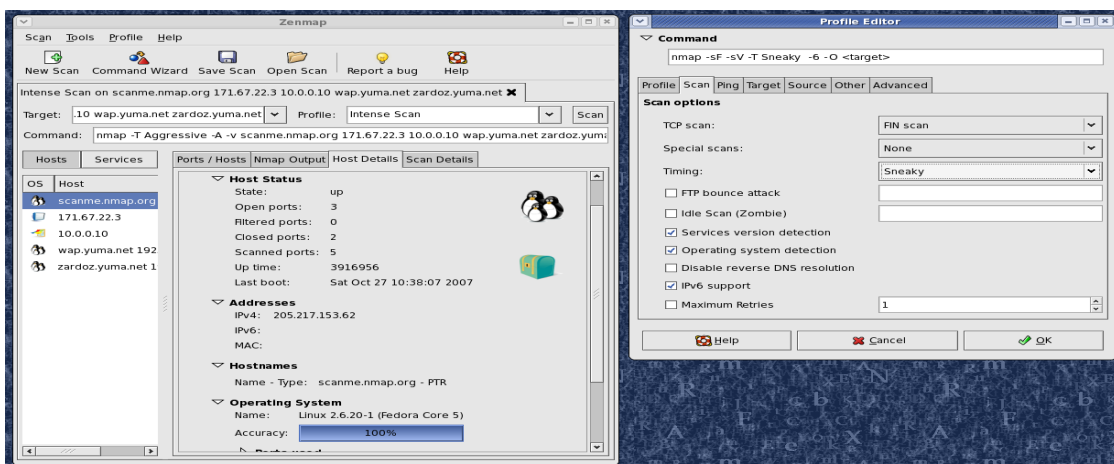 Zenmap
Scan Tools Profile Help
New Scan Command Wizard Save Scan Open Scan Report a bug Help
Intense Scan on scanme.nmap.org 171.67.22.3 10.0.0.10 wap.yuma.net zardoz.yuma.net
Target: .10 wap.yuma.net zardoz.yuma.net Profile: Intense Scan Scan
Command: nmap -T Aggressive -A -v scanme.nmap.org 171.67.22.3 10.0.0.10 wap.yuma.net zardoz.yuma
Hosts Services
OS Host
scanme.nmap.org
171.67.22.3
10.0.0.10
wap.yuma.net 192
zardoz.yuma.net 1
Ports / Hosts Nmap Output Host Details Scan Details
Host Status
State: up
Open ports: 3
Filtered ports: 0
Closed ports: 2
Scanned ports: 5
Up time: 3916956
Last boot: Sat Oct 27 10:38:07 2007
Addresses
IPv4: 205.217.153.62
IPv6:
MAC:
Hostnames
Name - Type: scanme.nmap.org - PTR
Operating System
Name: Linux 2.6.20-1 (Fedora Core 5)
Accuracy: 100%
Profile Editor
Command
nmap -sF -sV -T Sneaky -6 -O <target>
Profile Scan Ping Target Source Other Advanced
Scan options
TCP scan: FIN scan
Special scans: None
Timing: Sneaky
FTP bounce attack
Idle Scan (Zombie)
Services version detection
Operating system detection
Disable reverse DNS resolution
IPv6 support
Maximum Retries 1
Help Cancel OK